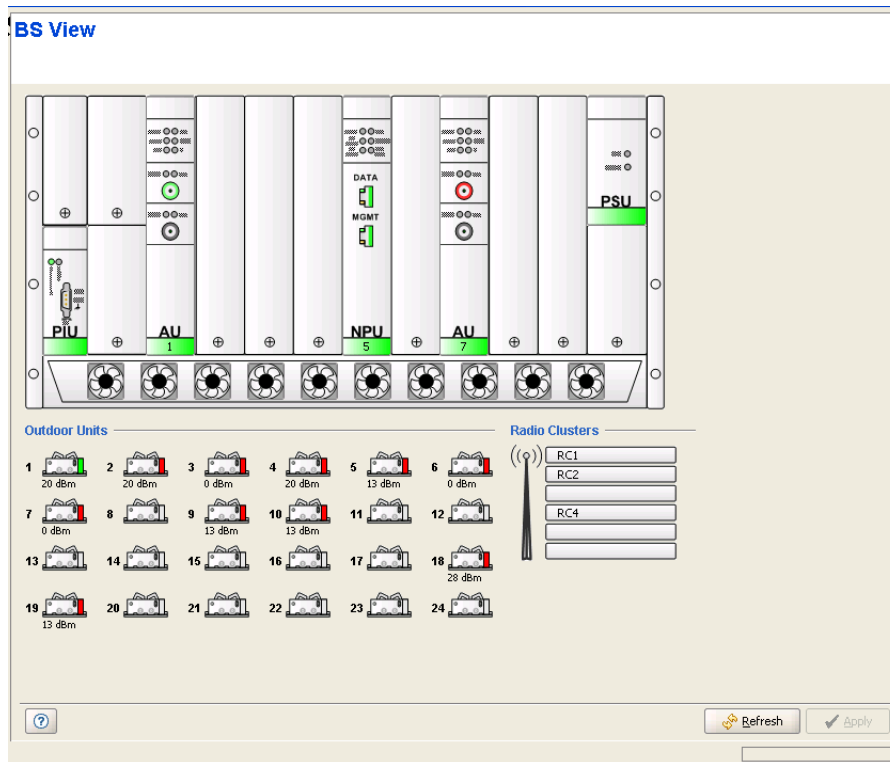 BS View
DATA
MGMT
PSU
PIU
AU
1
NPU
5
AU
7
Outdoor Units
Radio Clusters
1 2 3 4 5 6
20 dBm 20 dBm 0 dBm 20 dBm 13 dBm 0 dBm
7 8 9 10 11 12
0 dBm 13 dBm 13 dBm
13 14 15 16 17 18
28 dBm
19 20 21 22 23 24
13 dBm
RC1
RC2
RC4
?
Refresh
Apply